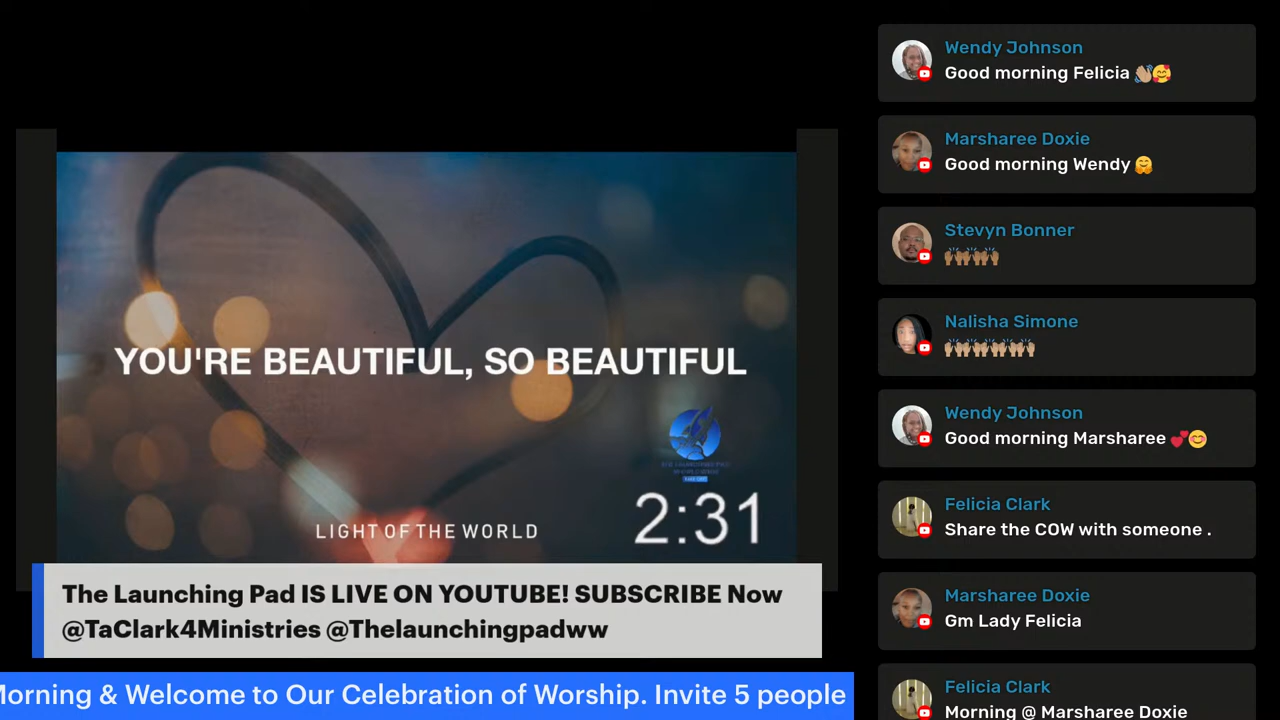 YOU'RE BEAUTIFUL, SO BEAUTIFUL
LIGHT OF THE WORLD
2:31
The Launching Pad IS LIVE ON YOUTUBE! SUBSCRIBE Now
@TaClark4Ministries @Thelaunchingpadww
Morning & Welcome to Our Celebration of Worship. Invite 5 people
Wendy Johnson
Good morning Felicia 👋🏽🥰
Marsharee Doxie
Good morning Wendy 🤗
Stevyn Bonner
🙌🏽🙌🏽🙌🏽
Nalisha Simone
🙌🏼🙌🏼🙌🏼🙌🏼🙌🏼
Wendy Johnson
Good morning Marsharee 💕😊
Felicia Clark
Share the COW with someone .
Marsharee Doxie
Gm Lady Felicia
Felicia Clark
Morning @ Marsharee Doxie